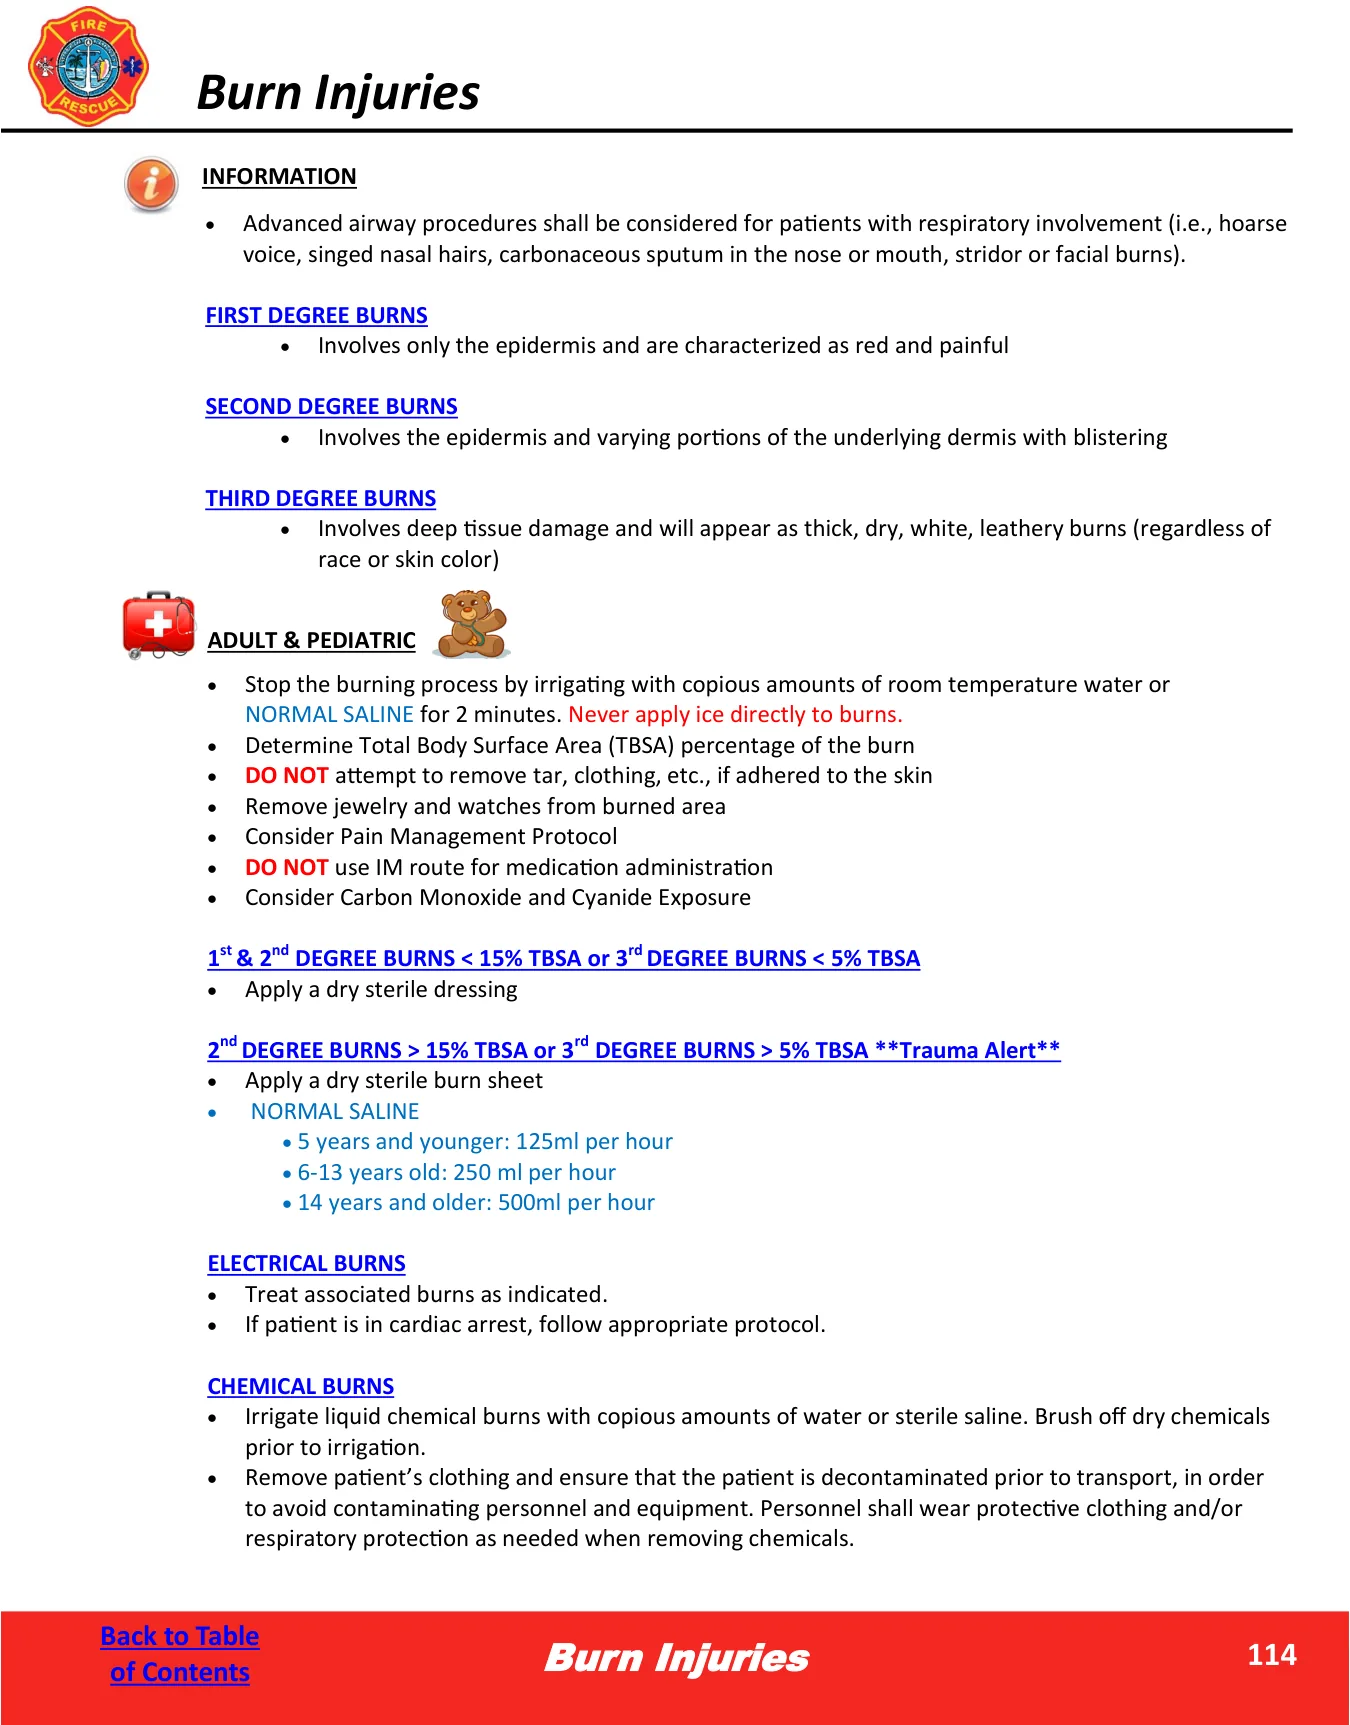 FIRE
RESCUE
Burn Injuries
INFORMATION
• Advanced airway procedures shall be considered for patients with respiratory involvement (i.e., hoarse
voice, singed nasal hairs, carbonaceous sputum in the nose or mouth, stridor or facial burns).
FIRST DEGREE BURNS
• Involves only the epidermis and are characterized as red and painful
SECOND DEGREE BURNS
• Involves the epidermis and varying portions of the underlying dermis with blistering
THIRD DEGREE BURNS
• Involves deep tissue damage and will appear as thick, dry, white, leathery burns (regardless of
race or skin color)
ADULT & PEDIATRIC
• Stop the burning process by irrigating with copious amounts of room temperature water or
NORMAL SALINE for 2 minutes. Never apply ice directly to burns.
• Determine Total Body Surface Area (TBSA) percentage of the burn
• DO NOT attempt to remove tar, clothing, etc., if adhered to the skin
• Remove jewelry and watches from burned area
• Consider Pain Management Protocol
• DO NOT use IM route for medication administration
• Consider Carbon Monoxide and Cyanide Exposure
1st & 2nd DEGREE BURNS < 15% TBSA or 3rd DEGREE BURNS < 5% TBSA
• Apply a dry sterile dressing
2nd DEGREE BURNS > 15% TBSA or 3rd DEGREE BURNS > 5% TBSA **Trauma Alert**
• Apply a dry sterile burn sheet
• NORMAL SALINE
• 5 years and younger: 125ml per hour
• 6-13 years old: 250 ml per hour
• 14 years and older: 500ml per hour
ELECTRICAL BURNS
• Treat associated burns as indicated.
• If patient is in cardiac arrest, follow appropriate protocol.
CHEMICAL BURNS
• Irrigate liquid chemical burns with copious amounts of water or sterile saline. Brush off dry chemicals
prior to irrigation.
• Remove patient’s clothing and ensure that the patient is decontaminated prior to transport, in order
to avoid contaminating personnel and equipment. Personnel shall wear protective clothing and/or
respiratory protection as needed when removing chemicals.
Back to Table
of Contents
Burn Injuries
114